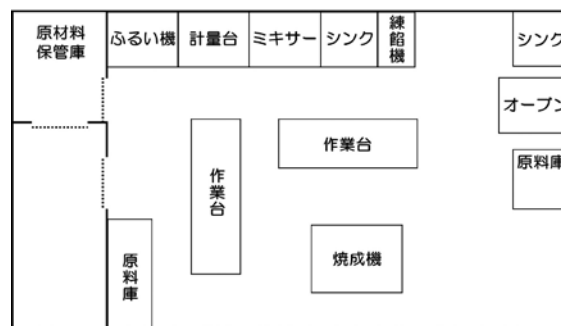 原材料
保管庫
ふるい機
計量台
ミキサー
シンク
練餡機
シンク
オーブン
作業台
作業台
原料庫
焼成機
原料庫